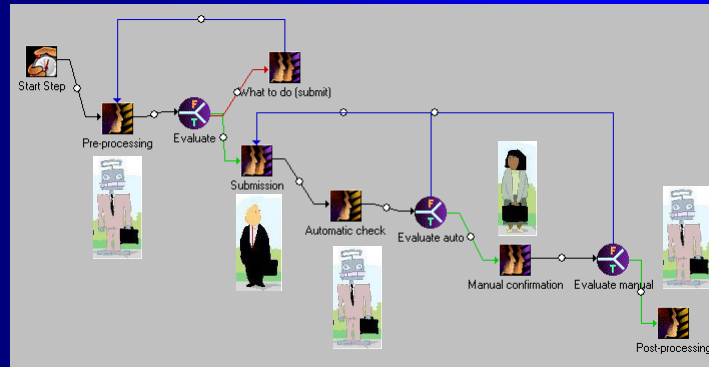 Start Step
What to do (submit)
Pre-processing
F
T
Evaluate
Submission
Automatic check
F
T
Evaluate auto
Manual confirmation
F
T
Evaluate manual
Post-processing